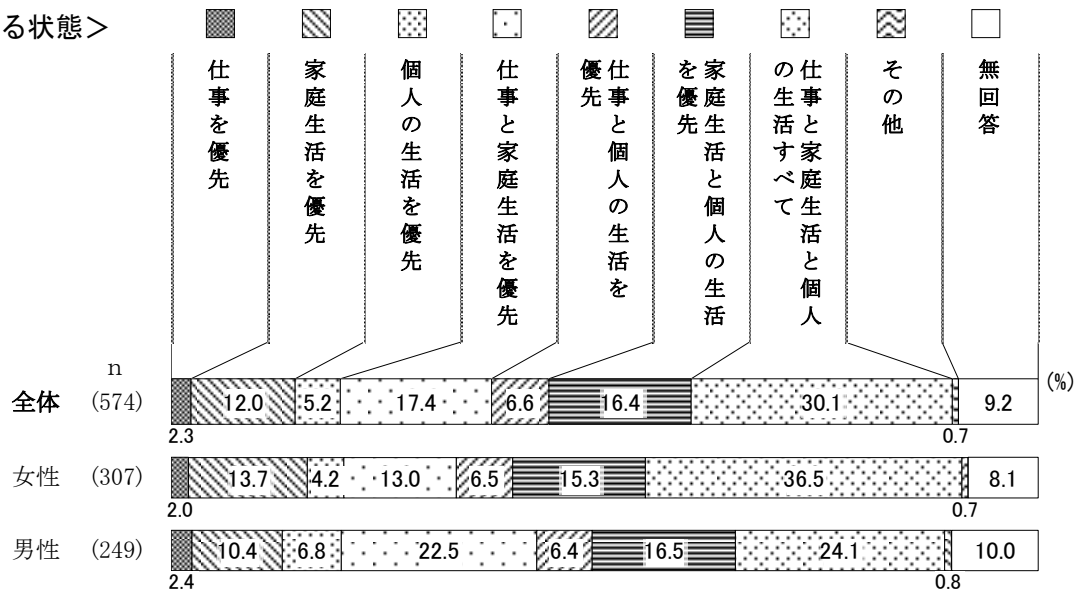 る状態＞
仕事を優先
家庭生活を優先
個人の生活を優先
仕事と家庭生活を優先
仕事と個人の生活を
優先
家庭生活と個人の生活
を優先
仕事と家庭生活と個人
の生活すべて
その他
無回答
n
(%)
全体 (574) 12.0 5.2 17.4 6.6 16.4 30.1 9.2
2.3 0.7
女性 (307) 13.7 4.2 13.0 6.5 15.3 36.5 8.1
2.0 0.7
男性 (249) 10.4 6.8 22.5 6.4 16.5 24.1 10.0
2.4 0.8